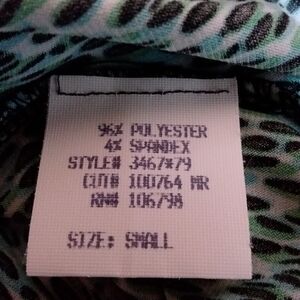 96% POLYESTER
4% SPANDEX
STYLE# 3467*79
CUT# 100764 MR
RN# 106798
SIZE: SMALL